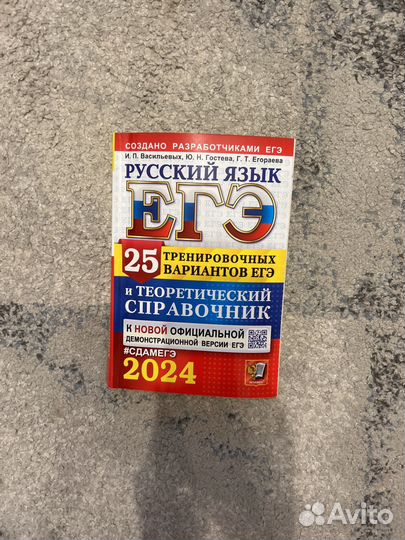 СОЗДАНО РАЗРАБОТЧИКАМИ ЕГЭ
И. П. Васильевых, Ю. Н. Гостева, Г. Т. Егораева
РУССКИЙ ЯЗЫК
ЕГЭ
25 ТРЕНИРОВОЧНЫХ
ВАРИАНТОВ ЕГЭ
и ТЕОРЕТИЧЕСКИЙ
СПРАВОЧНИК
К НОВОЙ ОФИЦИАЛЬНОЙ
ДЕМОНСТРАЦИОННОЙ ВЕРСИИ ЕГЭ
#СДАМЕГЭ
2024
Avito